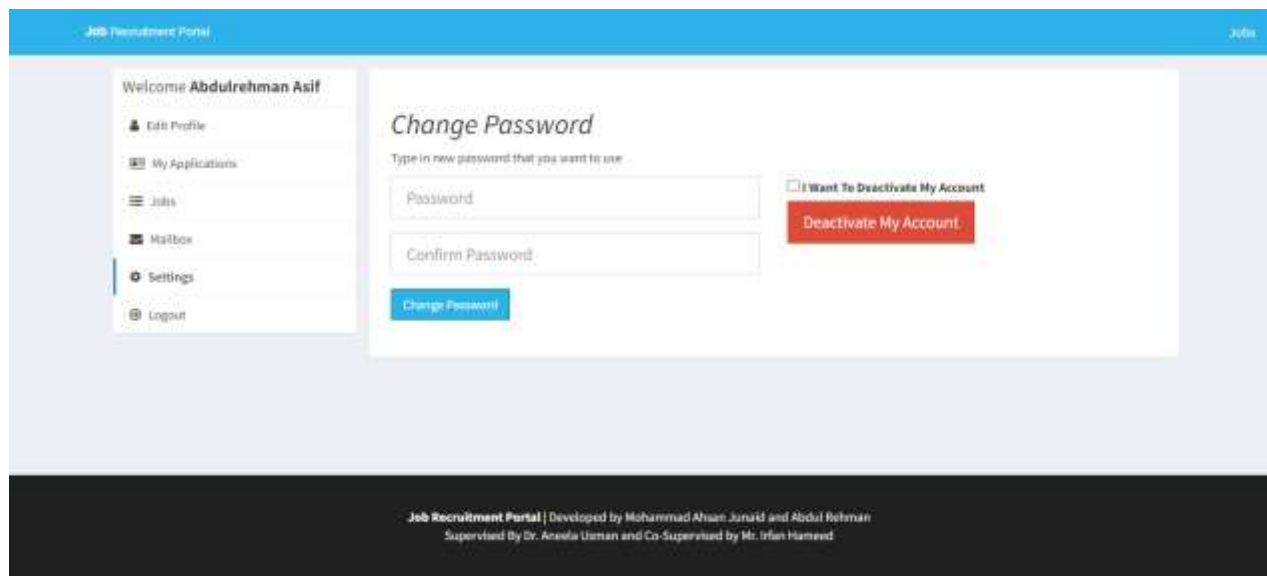 Job Recruitment Portal
Jobs
Welcome Abdulrehman Asif
Edit Profile
My Applications
Jobs
Mailbox
Settings
Logout
Change Password
Type in new password that you want to use
Password
Confirm Password
Change Password
I Want To Deactivate My Account
Deactivate My Account
Job Recruitment Portal | Developed by Mohammad Ahsan Junaid and Abdul Rehman
Supervised By Dr. Aneela Usman and Co-Supervised by Mr. Irfan Hameed